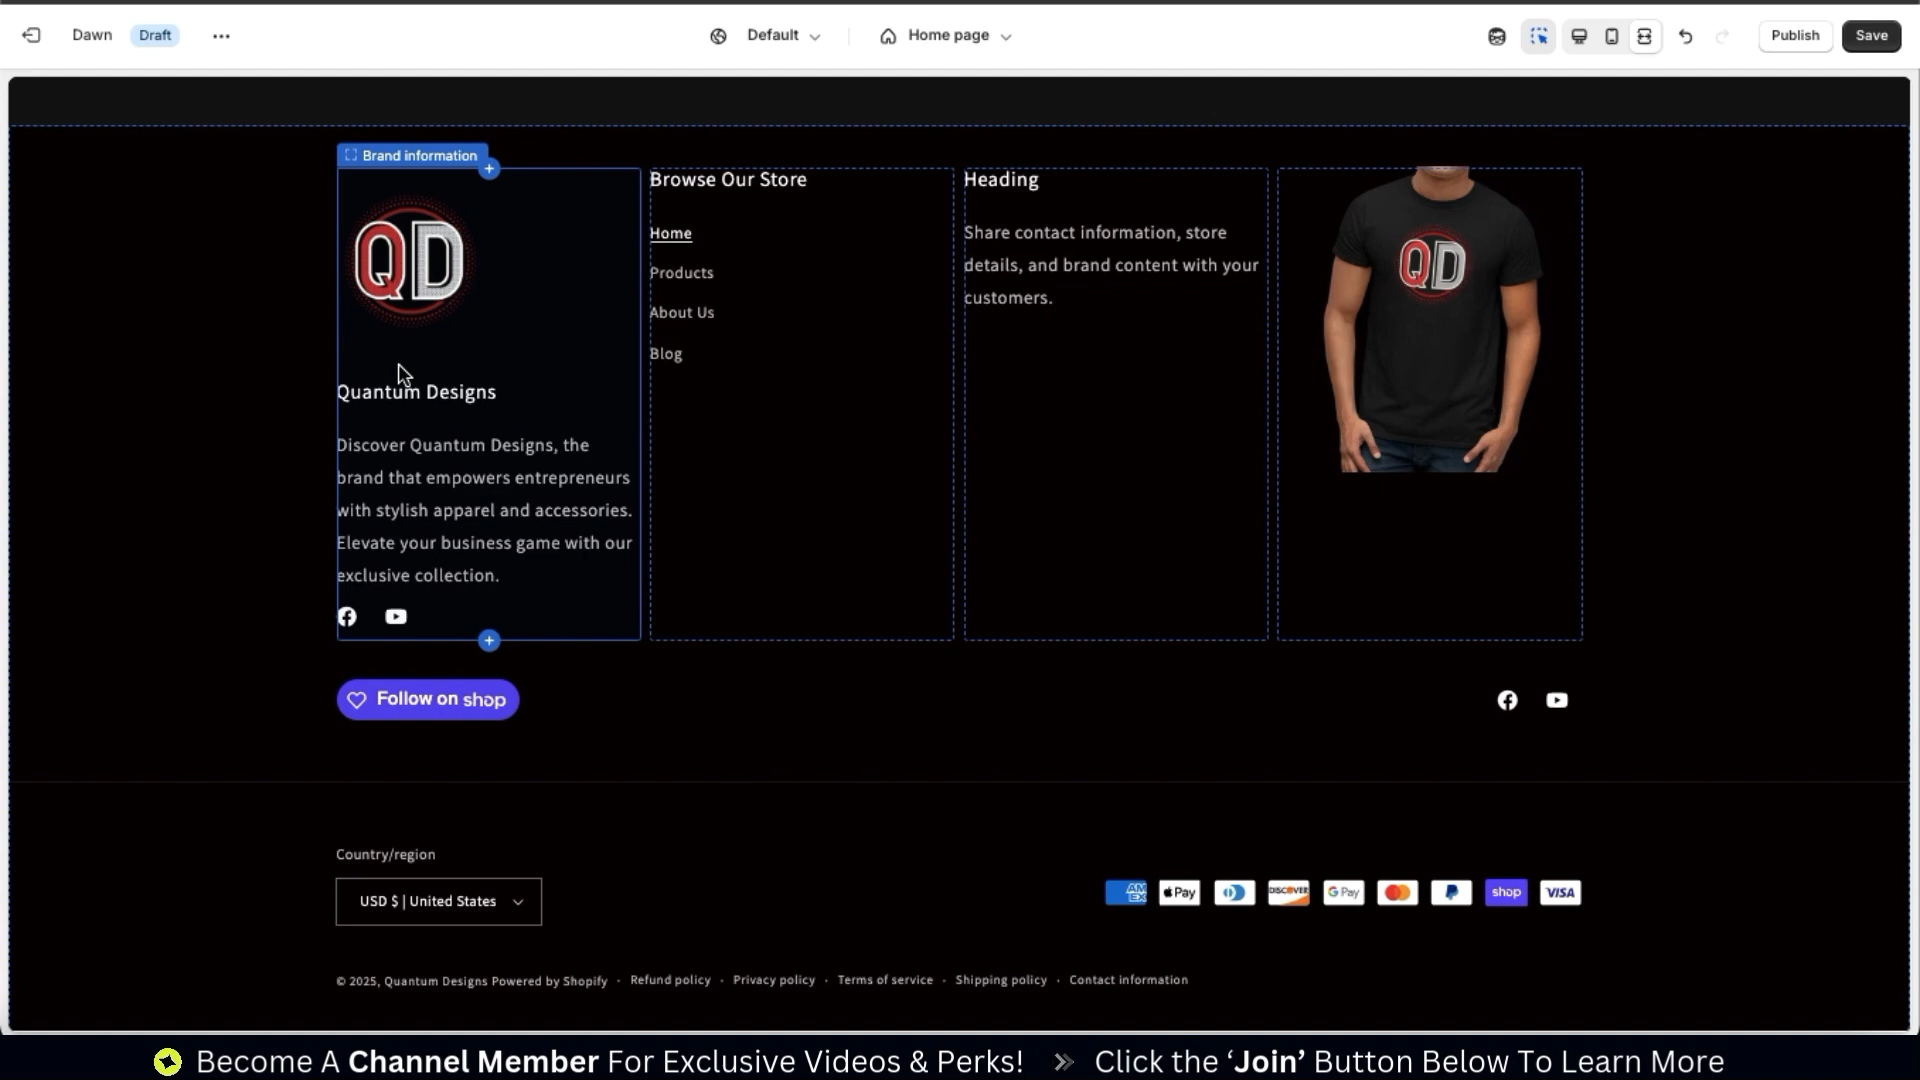 Dawn Draft Default Home page Publish Save
Brand information
QD
Quantum Designs
Discover Quantum Designs, the
brand that empowers entrepreneurs
with stylish apparel and accessories.
Elevate your business game with our
exclusive collection.
Browse Our Store
Home
Products
About Us
Blog
Heading
Share contact information, store
details, and brand content with your
customers.
QD
Follow on shop
Country/region
USD $ | United States
AM EX Pay DISCOVER G Pay shop VISA
© 2025, Quantum Designs Powered by Shopify · Refund policy · Privacy policy · Terms of service · Shipping policy · Contact information
Become A Channel Member For Exclusive Videos & Perks! Click the ‘Join’ Button Below To Learn More